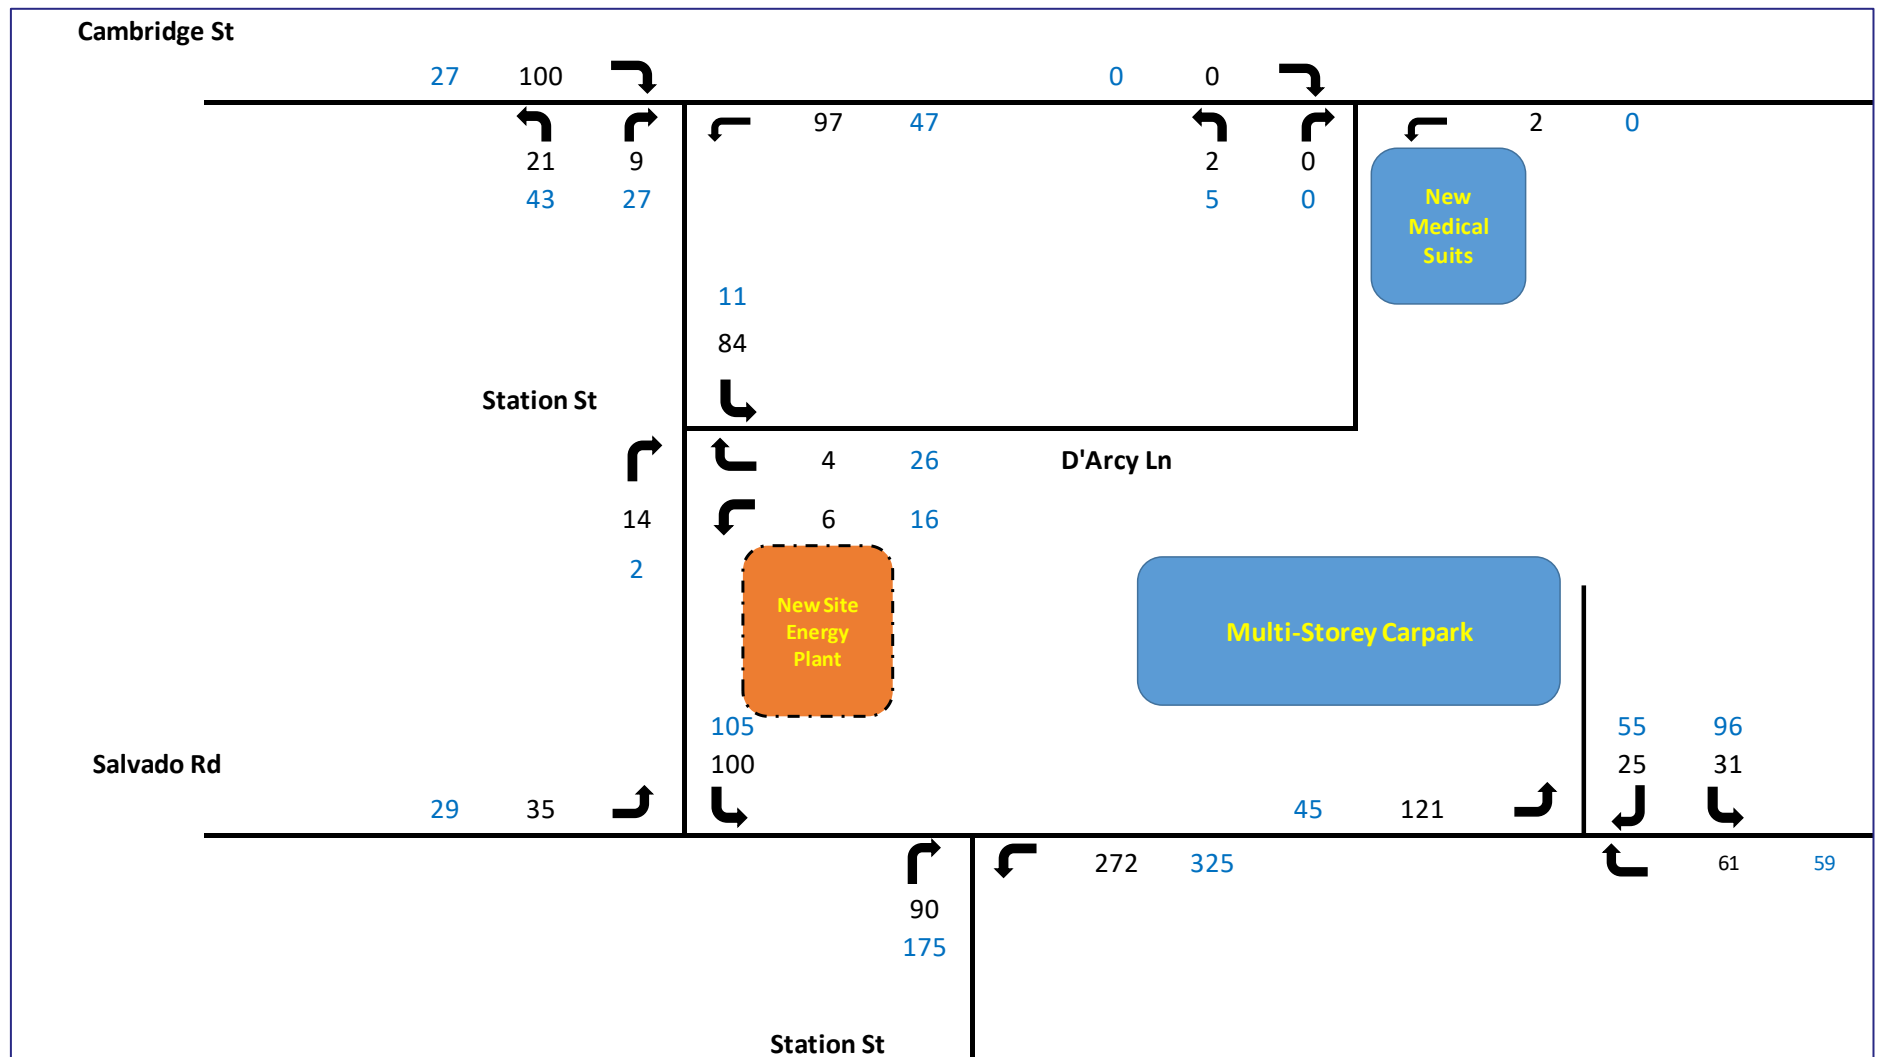 Cambridge St
27 100 0 0
97 47 2 0
21 9 2 0
43 27 5 0
New
Medical
Suits
11
84
Station St
4 26 D'Arcy Ln
14 6 16
2
New Site
Energy
Plant
Multi-Storey Carpark
105 55 96
Salvado Rd 100 25 31
29 35 45 121
272 325 61 59
90
175
Station St